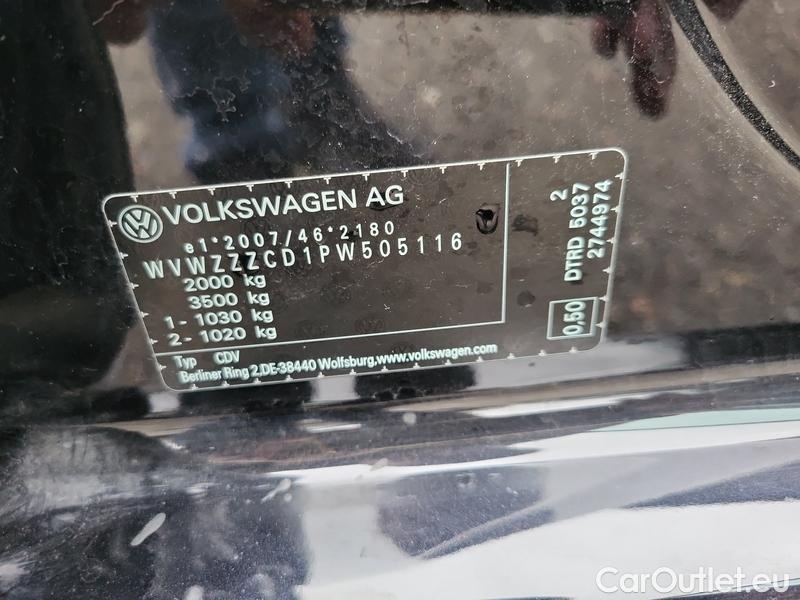 VOLKSWAGEN AG
e1*2007/46*2180
WVWZZZCD1PW505116
2000 kg
3500 kg
1 - 1030 kg
2 - 1020 kg
Typ CDV
Berliner Ring 2,DE-38440 Wolfsburg,www.volkswagen.com
2
DTRD 5037
2744974
0,50
CarOutlet.eu